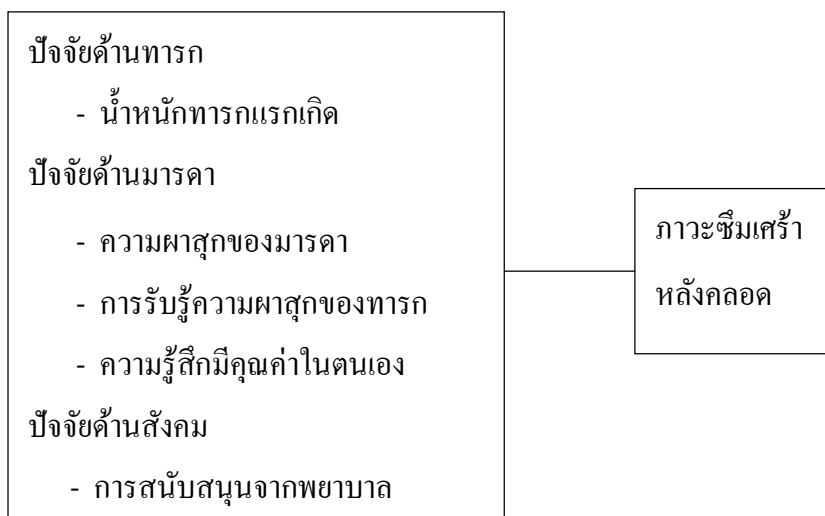 ปัจจัยด้านทารก
- น้ำหนักทารกแรกเกิด
ปัจจัยด้านมารดา
- ความผาสุกของมารดา
- การรับรู้ความผาสุกของทารก
- ความรู้สึกมีคุณค่าในตนเอง
ปัจจัยด้านสังคม
- การสนับสนุนจากพยาบาล
ภาวะซึมเศร้า
หลังคลอด